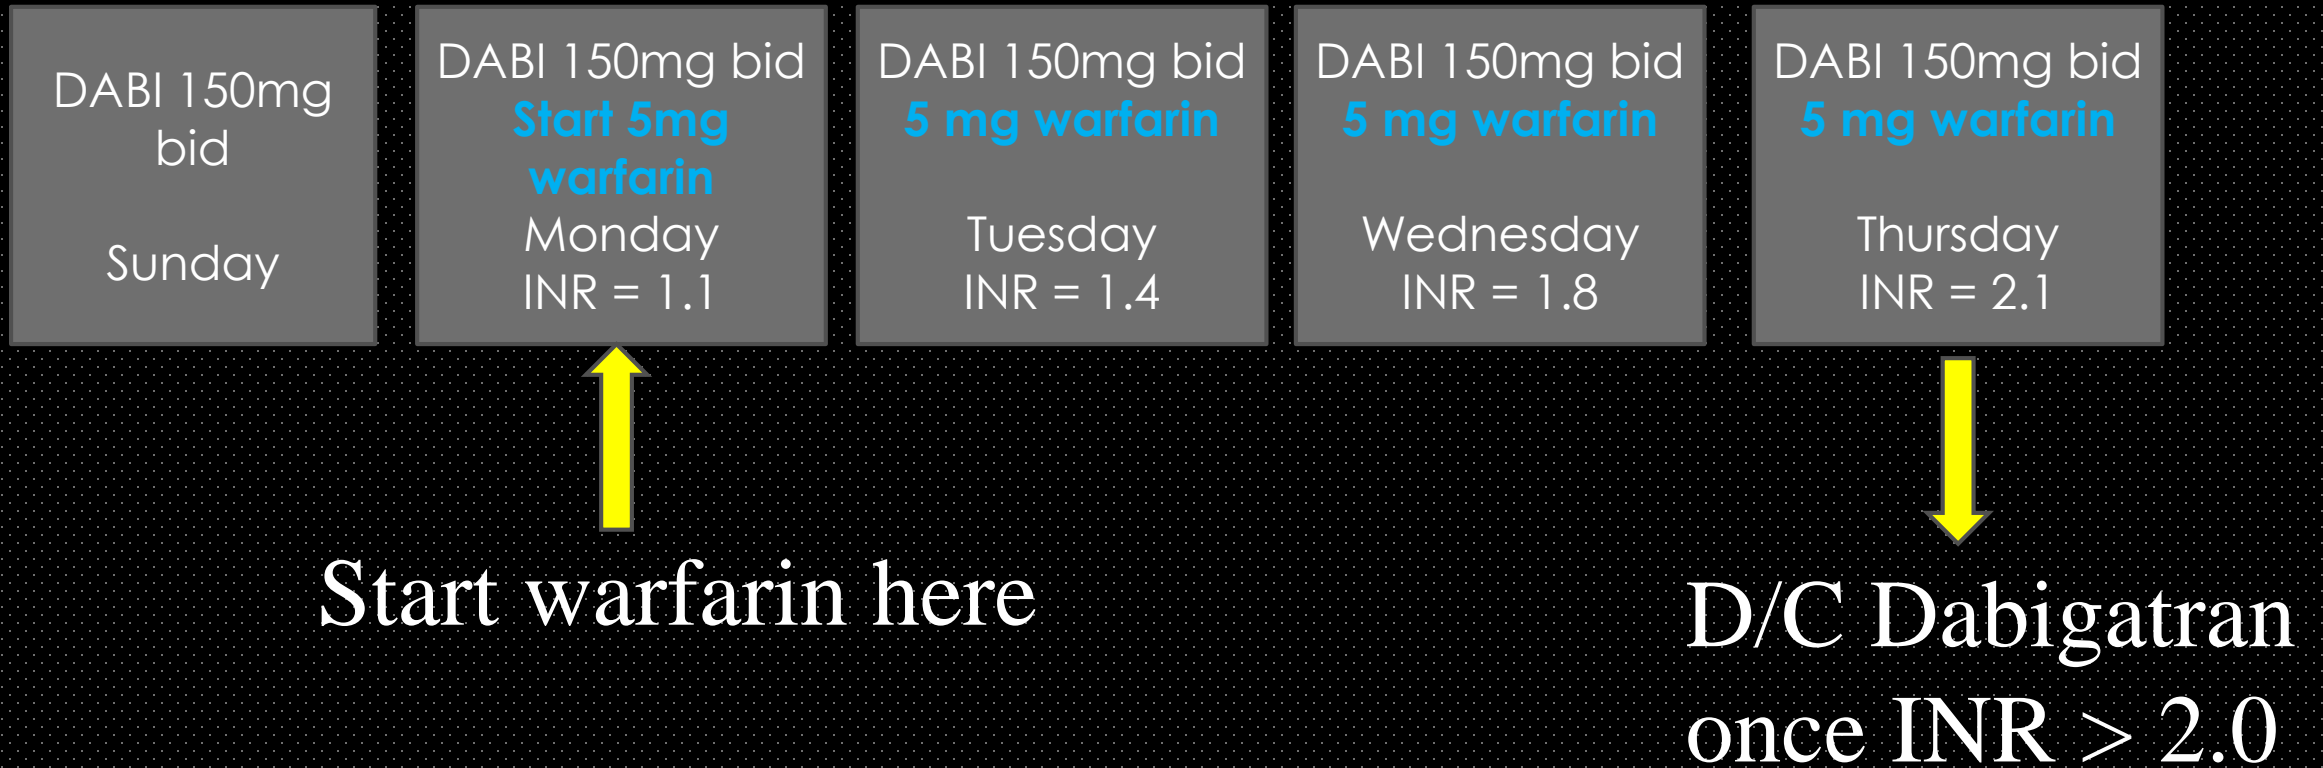 DABI 150mg
bid
Sunday
DABI 150mg bid
Start 5mg
warfarin
Monday
INR = 1.1
DABI 150mg bid
5 mg warfarin
Tuesday
INR = 1.4
DABI 150mg bid
5 mg warfarin
Wednesday
INR = 1.8
DABI 150mg bid
5 mg warfarin
Thursday
INR = 2.1
Start warfarin here
D/C Dabigatran
once INR > 2.0